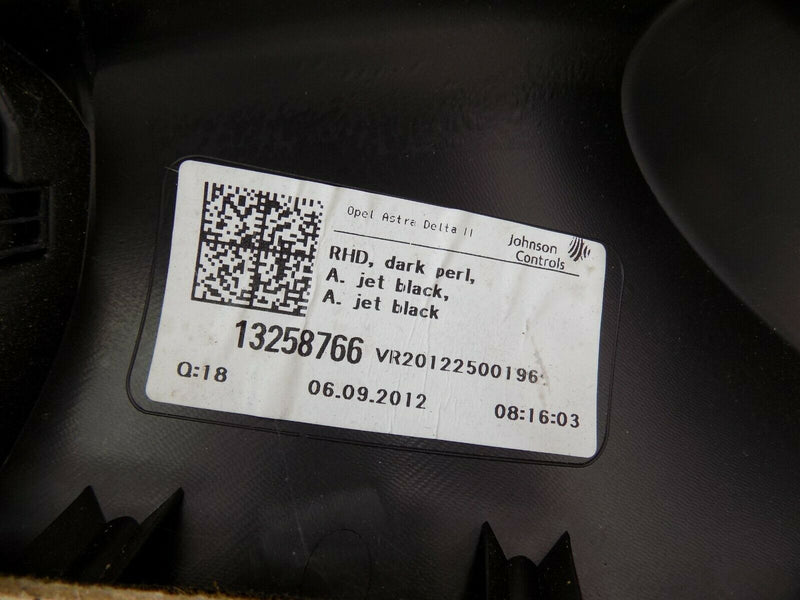 Opel Astra Delta II
Johnson
Controls
RHD, dark perl,
A. jet black,
A. jet black
13258766
Q:18
06.09.2012
08:16:03